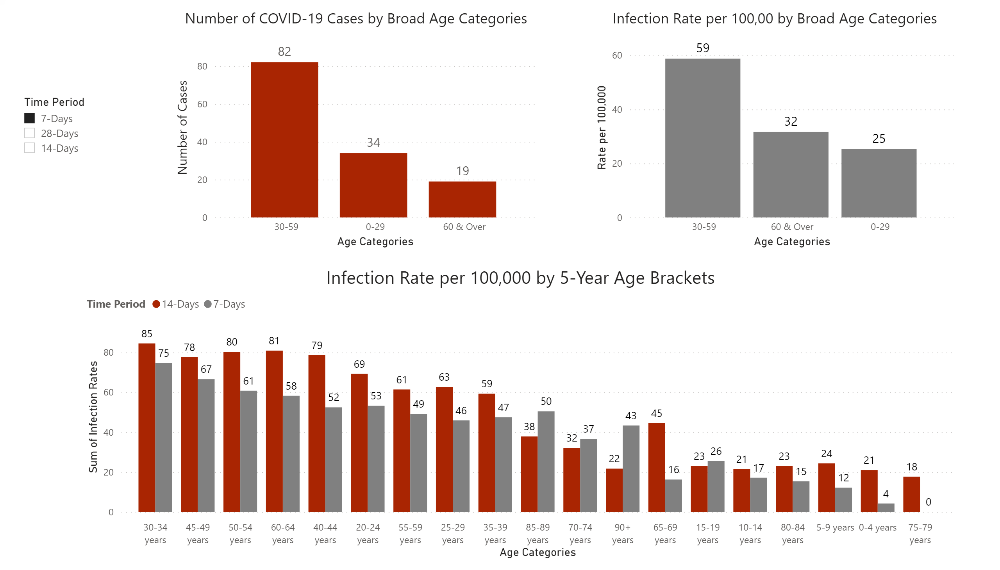 Number of COVID-19 Cases by Broad Age Categories
Infection Rate per 100,00 by Broad Age Categories
Time Period
7-Days
28-Days
14-Days
Number of Cases
80
60
40
20
0
82
34
19
30-59 0-29 60 & Over
Age Categories
Rate per 100,000
60
40
20
0
59
32
25
30-59 60 & Over 0-29
Age Categories
Infection Rate per 100,000 by 5-Year Age Brackets
Time Period 14-Days 7-Days
Sum of Infection Rates
80
60
40
20
0
85 75 78 67 80 61 81 58 79 52 69 53 61 49 63 46 59 47 38 50 32 37 22 43 45 16 23 26 21 17 23 15 24 12 21 4 18 0
30-34 45-49 50-54 60-64 40-44 20-24 55-59 25-29 35-39 85-89 70-74 90+ 65-69 15-19 10-14 80-84 5-9 years 0-4 years 75-79
years years years years years years years years years years years years years years years years years
Age Categories